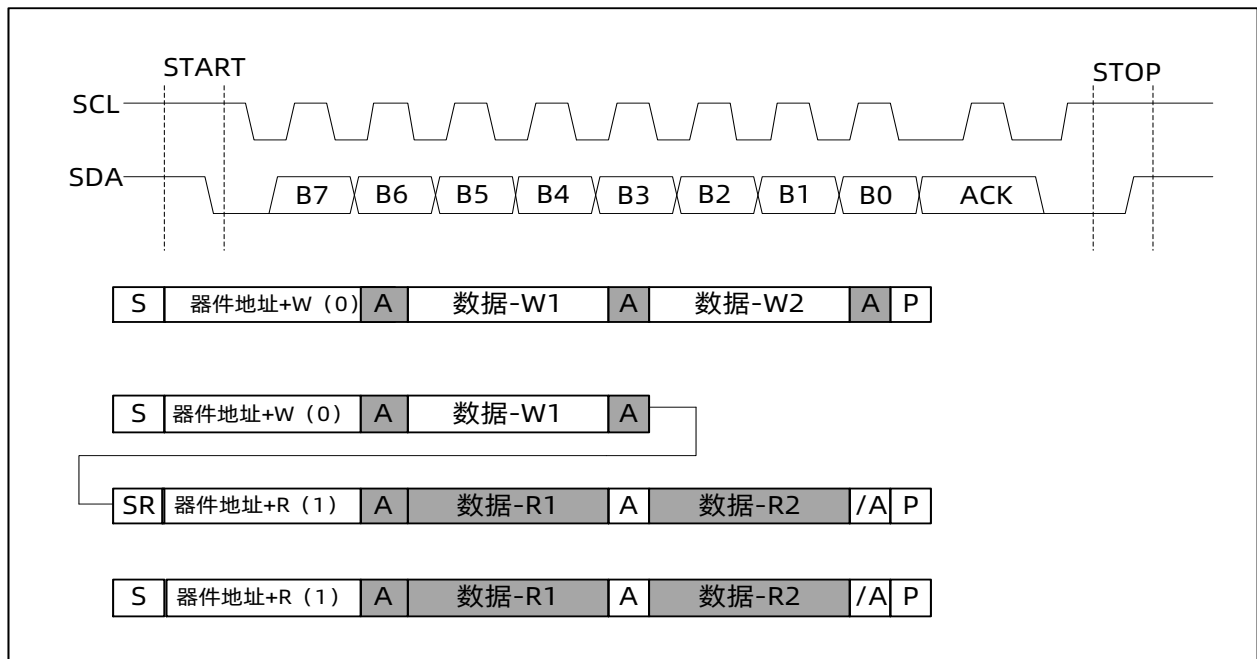 START
STOP
SCL
SDA
B7 B6 B5 B4 B3 B2 B1 B0 ACK
S 器件地址+W（0） A 数据-W1 A 数据-W2 A P
S 器件地址+W（0） A 数据-W1 A
SR 器件地址+R（1） A 数据-R1 A 数据-R2 /A P
S 器件地址+R（1） A 数据-R1 A 数据-R2 /A P